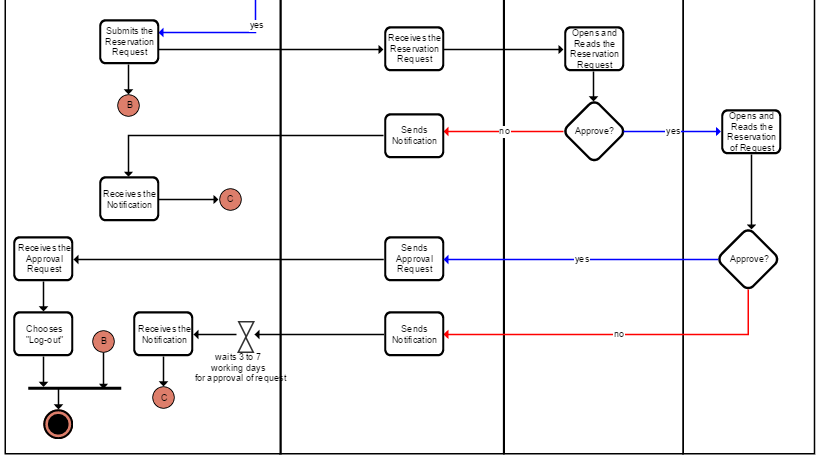 yes
Submits the
Reservation
Request
Receives the
Reservation
Request
Opens and
Reads the
Reservation
Request
B
Sends
Notification
no
Approve?
yes
Opens and
Reads the
Reservation
of Request
Receives the
Notification
C
Receives the
Approval
Request
Sends
Approval
Request
yes
Approve?
Chooses
"Log-out"
B
Receives the
Notification
waits 3 to 7
working days
for approval of request
Sends
Notification
no
C